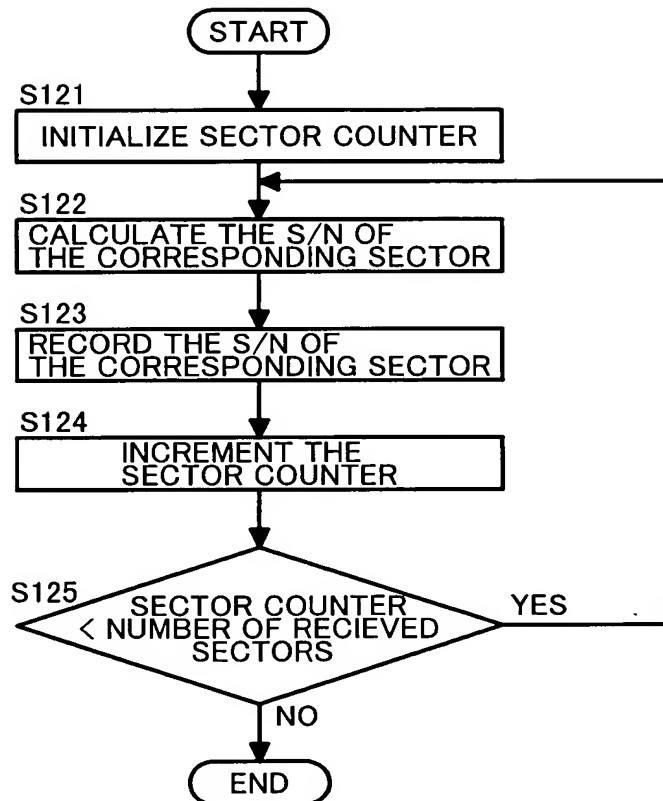 START
S121
INITIALIZE SECTOR COUNTER
S122
CALCULATE THE S/N OF
THE CORRESPONDING SECTOR
S123
RECORD THE S/N OF
THE CORRESPONDING SECTOR
S124
INCREMENT THE
SECTOR COUNTER
S125
SECTOR COUNTER
< NUMBER OF RECIEVED
SECTORS
YES
NO
END